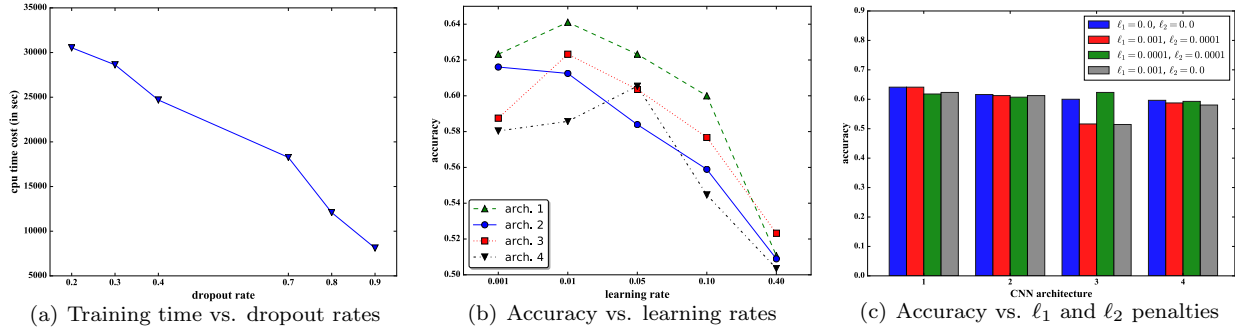 35000
30000
25000
20000
15000
10000
5000
cpu time cost (in sec)
0.2 0.3 0.4 0.7 0.8 0.9
dropout rate
(a) Training time vs. dropout rates
0.64
0.62
0.60
0.58
0.56
0.54
0.52
0.50
accuracy
arch. 1
arch. 2
arch. 3
arch. 4
0.001 0.01 0.05 0.10 0.40
learning rate
(b) Accuracy vs. learning rates
0.9
0.8
0.7
0.6
0.5
0.4
0.3
0.2
0.1
0.0
accuracy
ℓ₁ = 0.0, ℓ₂ = 0.0
ℓ₁ = 0.001, ℓ₂ = 0.0001
ℓ₁ = 0.0001, ℓ₂ = 0.0001
ℓ₁ = 0.001, ℓ₂ = 0.0
1 2 3 4
CNN architecture
(c) Accuracy vs. ℓ₁ and ℓ₂ penalties